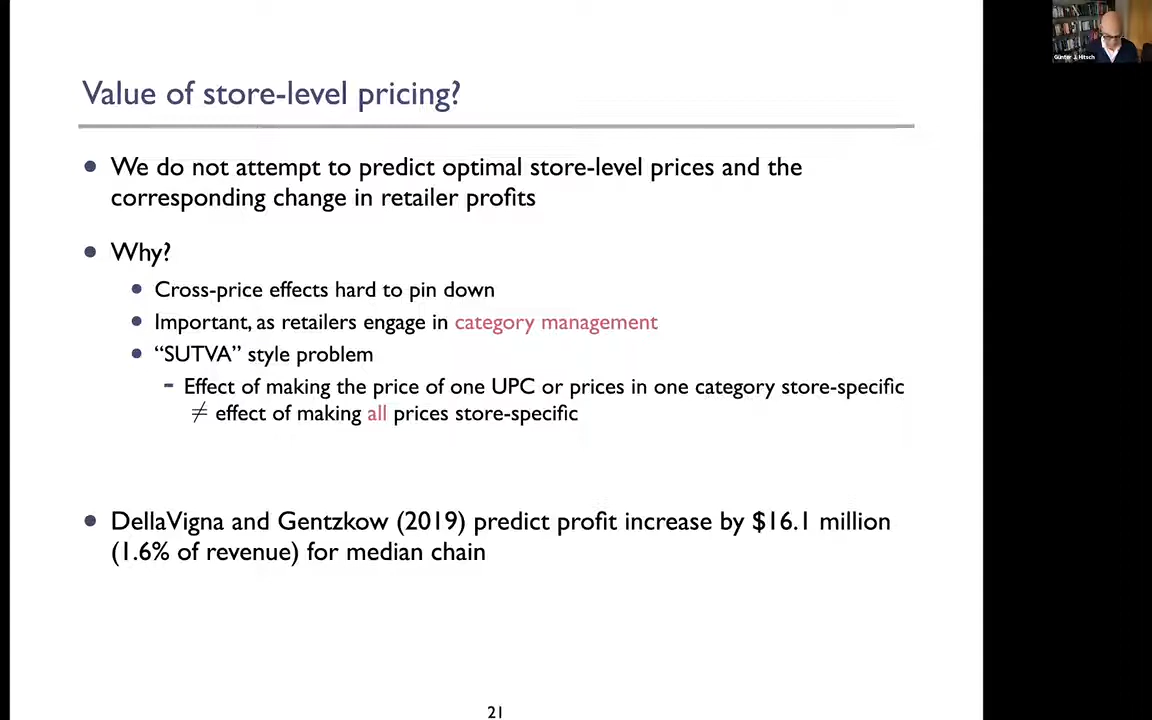 Value of store-level pricing?
• We do not attempt to predict optimal store-level prices and the
corresponding change in retailer profits
• Why?
• Cross-price effects hard to pin down
• Important, as retailers engage in category management
• “SUTVA” style problem
– Effect of making the price of one UPC or prices in one category store-specific
≠ effect of making all prices store-specific
• DellaVigna and Gentzkow (2019) predict profit increase by $16.1 million
(1.6% of revenue) for median chain
21
Günter J. Hitsch